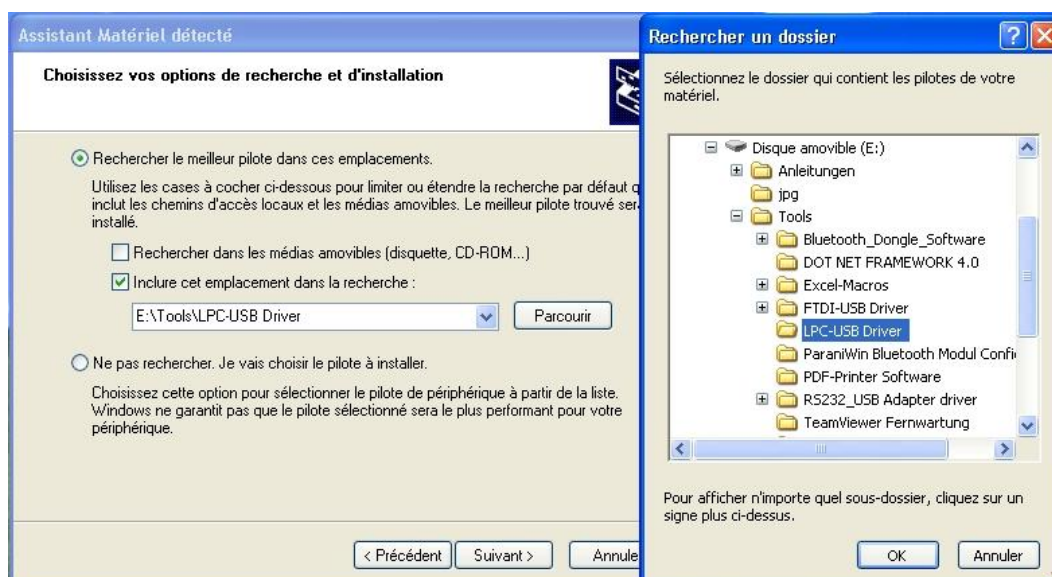 Assistant Matériel détecté
Choisissez vos options de recherche et d'installation
Rechercher le meilleur pilote dans ces emplacements.
Utilisez les cases à cocher ci-dessous pour limiter ou étendre la recherche par défaut q
inclut les chemins d'accès locaux et les médias amovibles. Le meilleur pilote trouvé ser
installé.
Rechercher dans les médias amovibles (disquette, CD-ROM...)
Inclure cet emplacement dans la recherche :
E:\Tools\LPC-USB Driver
Parcourir
Ne pas rechercher. Je vais choisir le pilote à installer.
Choisissez cette option pour sélectionner le pilote de périphérique à partir de la liste.
Windows ne garantit pas que le pilote sélectionné sera le plus performant pour votre
périphérique.
< Précédent
Suivant >
Annule
Rechercher un dossier
Sélectionnez le dossier qui contient les pilotes de votre
matériel.
Disque amovible (E:)
Anleitungen
jpg
Tools
Bluetooth_Dongle_Software
DOT NET FRAMEWORK 4.0
Excel-Macros
FTDI-USB Driver
LPC-USB Driver
ParaniWin Bluetooth Modul Confi
PDF-Printer Software
RS232_USB Adapter driver
TeamViewer Fernwartung
Pour afficher n'importe quel sous-dossier, cliquez sur un
signe plus ci-dessus.
OK
Annuler